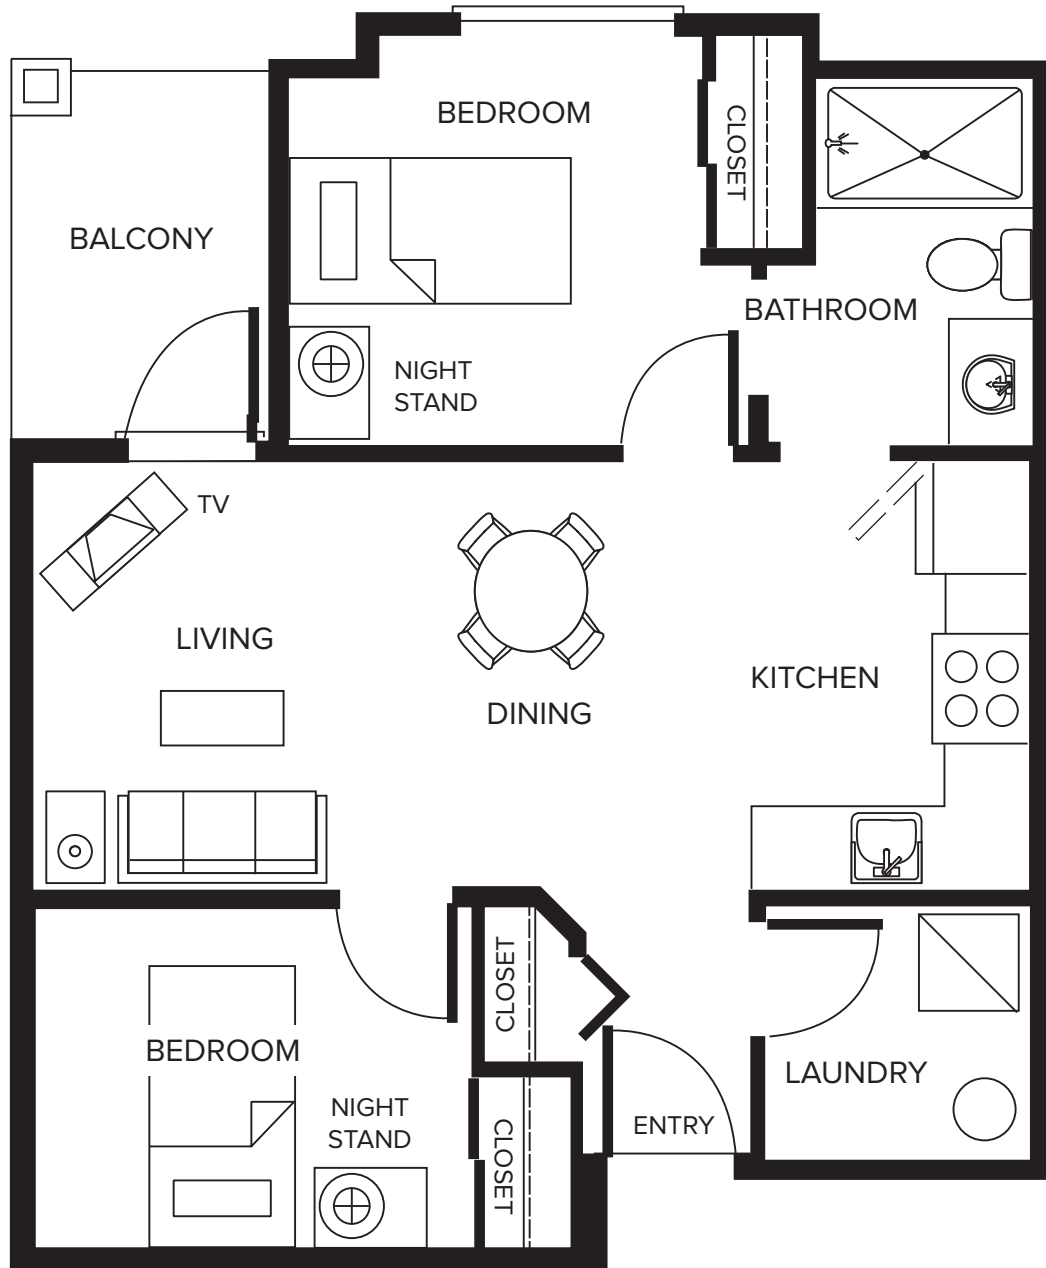 BEDROOM
CLOSET
BALCONY
BATHROOM
NIGHT
STAND
TV
LIVING
KITCHEN
DINING
CLOSET
BEDROOM
LAUNDRY
NIGHT
STAND
ENTRY
CLOSET